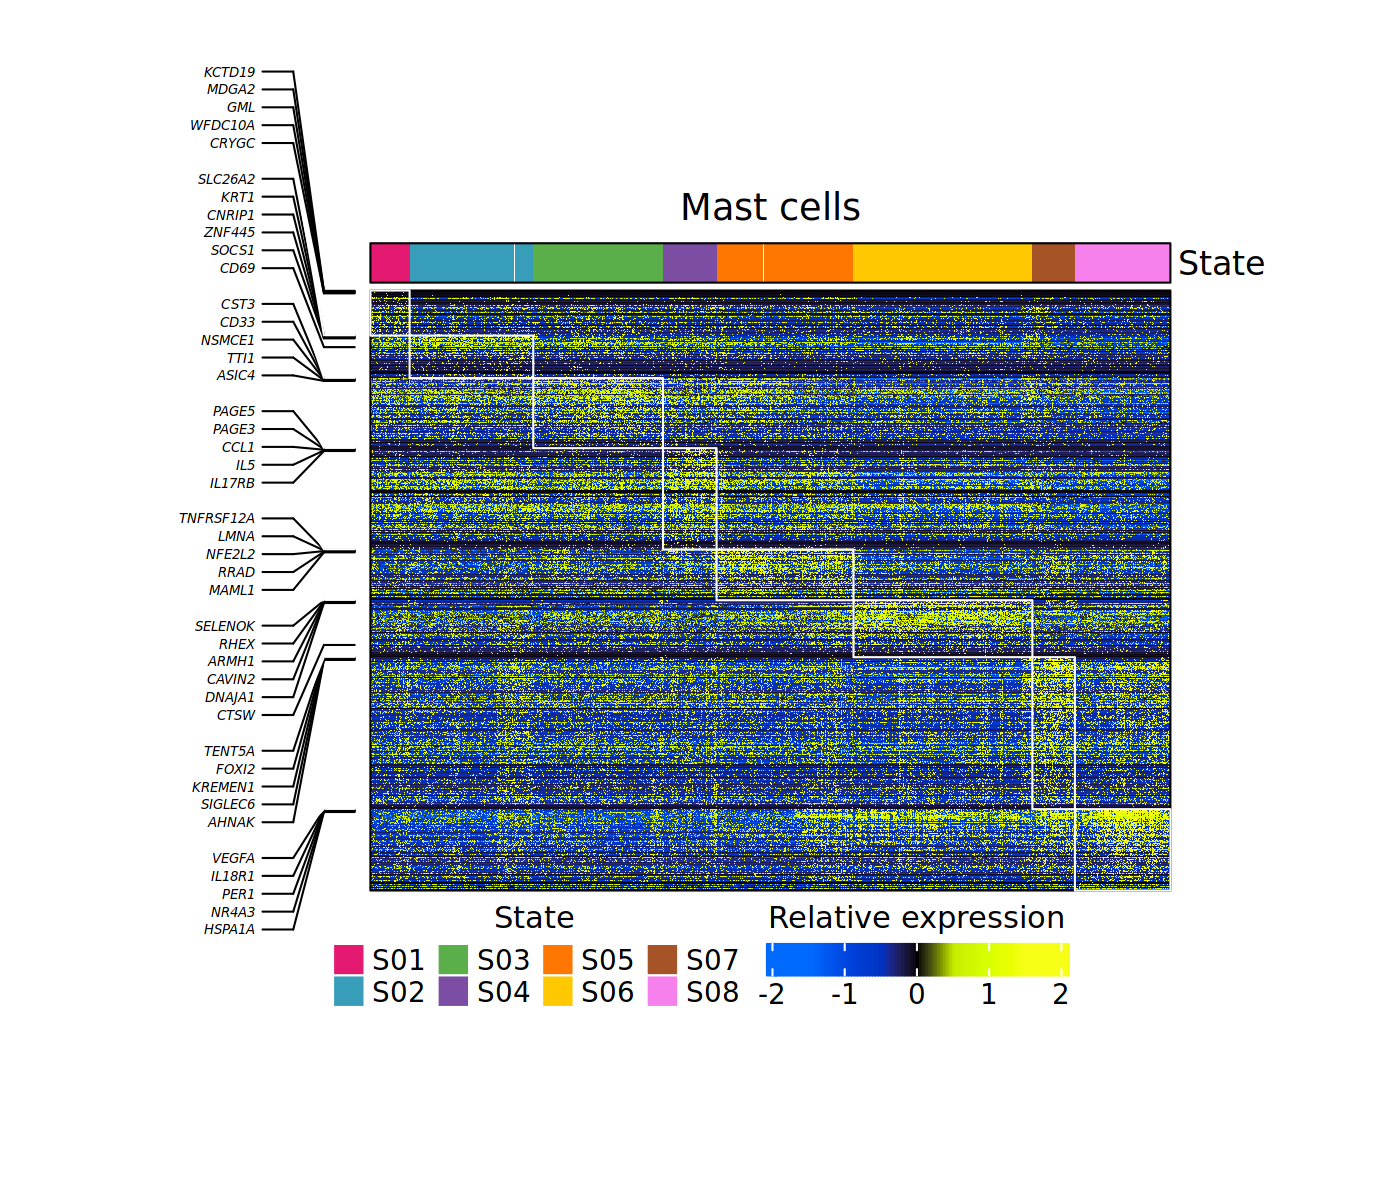 KCTD19
MDGA2
GML
WFDC10A
CRYGC
SLC26A2
KRT1
CNRIP1
ZNF445
SOCS1
CD69
CST3
CD33
NSMCE1
TTI1
ASIC4
PAGE5
PAGE3
CCL1
IL5
IL17RB
TNFRSF12A
LMNA
NFE2L2
RRAD
MAML1
SELENOK
RHEX
ARMH1
CAVIN2
DNAJA1
CTSW
TENT5A
FOXI2
KREMEN1
SIGLEC6
AHNAK
VEGFA
IL18R1
PER1
NR4A3
HSPA1A
Mast cells
State
State
S01 S03 S05 S07
S02 S04 S06 S08
Relative expression
-2 -1 0 1 2